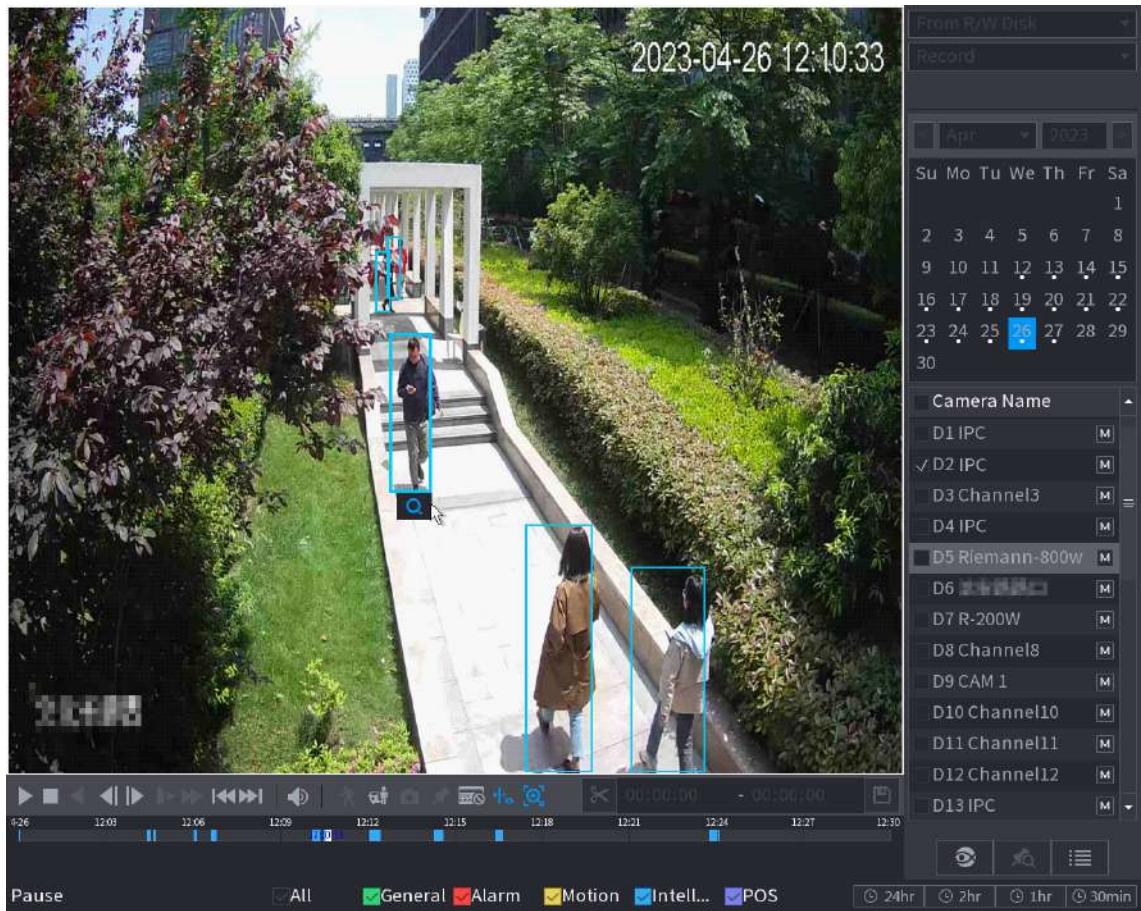 2023-04-26 12:10:33
From R/W Disk
Record
Apr 2023
Su Mo Tu We Th Fr Sa
1
2 3 4 5 6 7 8
9 10 11 12 13 14 15
16 17 18 19 20 21 22
23 24 25 26 27 28 29
30
Camera Name
D1 IPC M
D2 IPC M
D3 Channel3 M
D4 IPC M
D5 Riemann-800w M
D6 M
D7 R-200W M
D8 Channel8 M
D9 CAM 1 M
D10 Channel10 M
D11 Channel11 M
D12 Channel12 M
D13 IPC M
00:00:00 - 00:00:00
4-26 12:03 12:06 12:09 12:12 12:15 12:18 12:21 12:24 12:27 12:30
Pause
All General Alarm Motion Intell... POS
24hr 2hr 1hr 30min